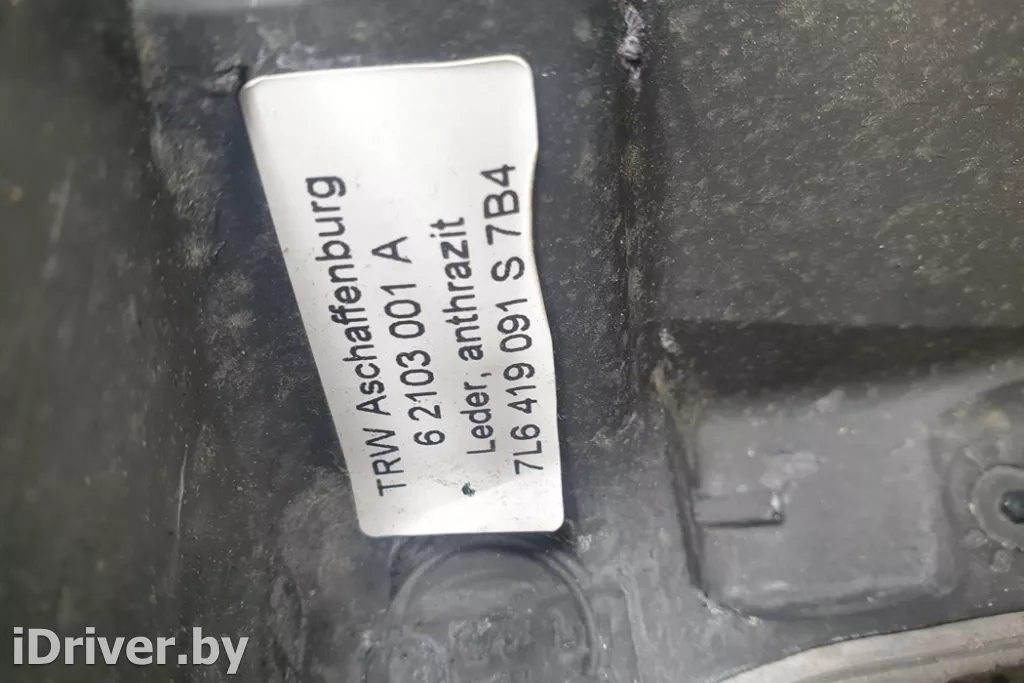 TRW Aschaffenburg
6 2103 001 A
Leder, anthrazit
7L6 419 091 S 7B4
iDriver.by